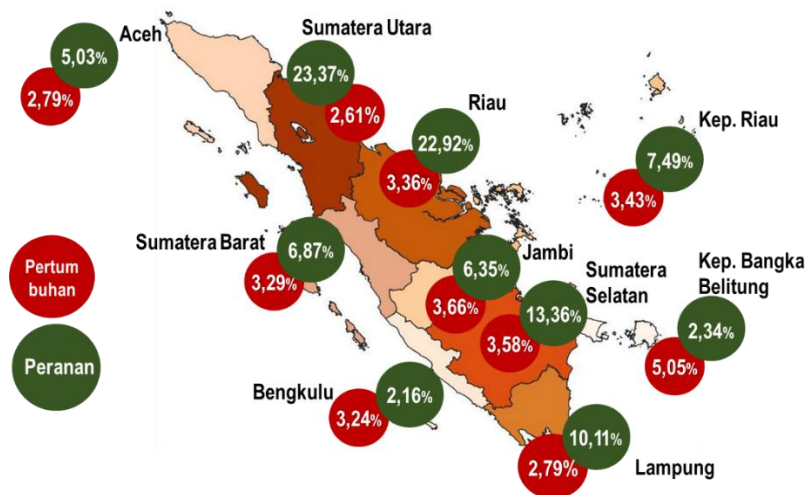 Aceh
5,03%
2,79%
Sumatera Utara
23,37%
2,61%
Riau
22,92%
3,36%
Kep. Riau
7,49%
3,43%
Sumatera Barat
6,87%
3,29%
Jambi
6,35%
3,66%
Sumatera
Selatan
13,36%
3,58%
Kep. Bangka
Belitung
2,34%
5,05%
Pertum
buhan
Peranan
Bengkulu
2,16%
3,24%
10,11%
2,79%
Lampung